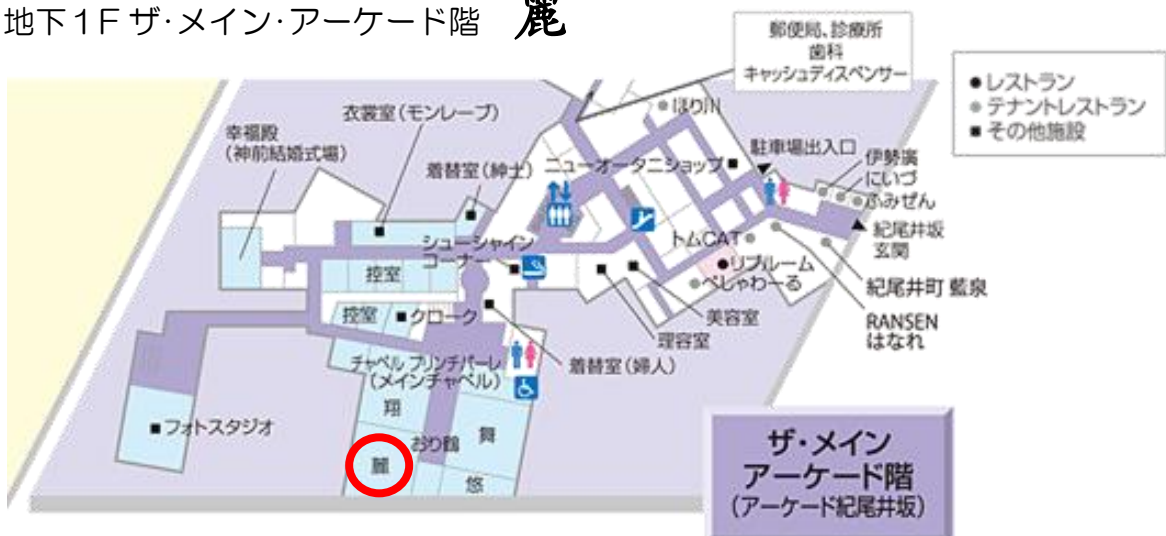 地下1F ザ・メイン・アーケード階 麗
郵便局、診療所
歯科
キャッシュディスペンサー
●レストラン
●テナントレストラン
■その他施設
ほり川
衣裳室(モンレーブ)
幸福殿
(神前結婚式場)
着替室(紳士)
ニューオータニショップ
駐車場出入口
伊勢廣
にいづ
ふみぜん
紀尾井坂
玄関
シューシャイン
コーナー
トムCAT
リブルーム
ぺしゃわーる
控室
紀尾井町 藍泉
RANSEN
はなれ
控室
クローク
美容室
理容室
着替室(婦人)
チャペル プリンチパーレ
(メインチャペル)
翔
おり鶴
舞
フォトスタジオ
麗
悠
ザ・メイン
アーケード階
(アーケード紀尾井坂)